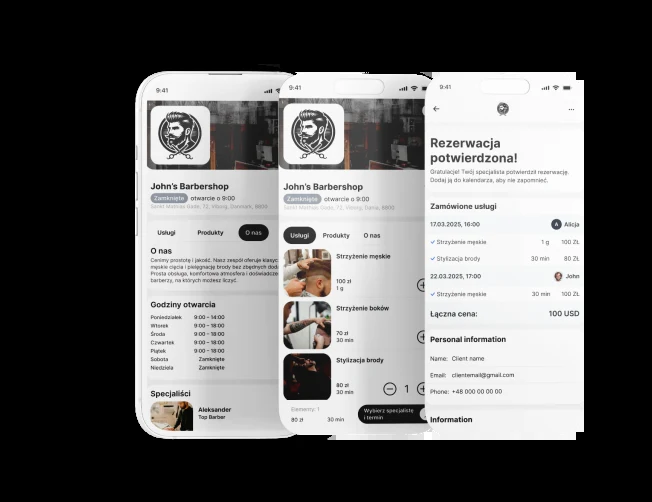 9:41
John's Barbershop
Zamknięte otwarcie o 9:00
Sankt Mathias Gade, 72, Viborg, Danmark, 8800
Usługi Produkty O nas
O nas
Cenimy prostotę i jakość. Nasz zespół oferuje klasyc
męskie cięcia i pielęgnację brody bez zbędnych dodat
Prosta obsługa, komfortowa atmosfera i doświadcze
barberzy, na których możesz liczyć.
Godziny otwarcia
Poniedziałek 9:00 – 14:00
Wtorek 9:00 – 18:00
Środa 9:00 – 18:00
Czwartek 9:00 – 18:00
Piątek 9:00 – 18:00
Sobota Zamknięte
Niedziela Zamknięte
Specjaliści
Aleksander
Top Barber
9:41
John's Barbershop
Zamknięte otwarcie o 9:00
Sankt Mathias Gade, 72, Viborg, Dania, 8800
Usługi Produkty O nas
Strzyżenie męskie
100 zł
1 g
Strzyżenie boków
70 zł
30 min
Stylizacja brody
80 zł
30 min
1
Elementy: 1
80 zł 30 min
Wybierz specjalistę
i termin
9:41
Rezerwacja
potwierdzona!
Gratulacje! Twój specjalista potwierdził rezerwację.
Dodaj ją do kalendarza, aby nie zapomnieć.
Zamówione usługi
17.03.2025, 16:00 A Alicja
Strzyżenie męskie 1 g 100 ZŁ
Stylizacja brody 30 min 80 ZŁ
22.03.2025, 17:00 John
Strzyżenie męskie 30 min 100 ZŁ
Łączna cena: 100 USD
Personal information
Name: Client name
Email: clientemail@gmail.com
Phone: +48 000 00 00 00
Information